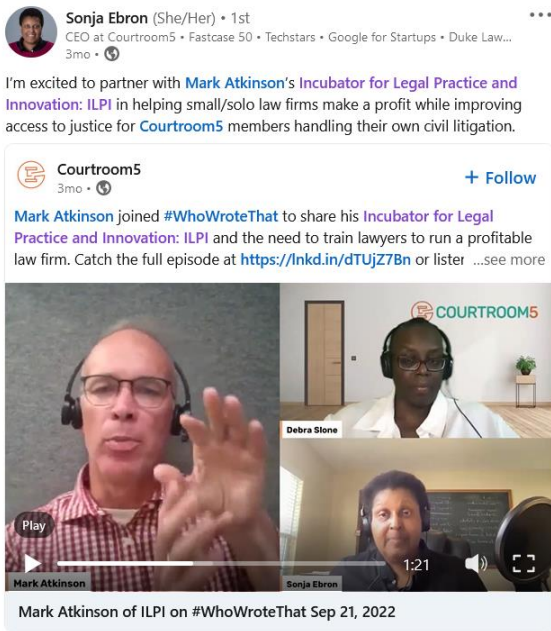 Sonja Ebron (She/Her) • 1st
CEO at Courtroom5 • Fastcase 50 • Techstars • Google for Startups • Duke Law...
3mo •
I'm excited to partner with Mark Atkinson's Incubator for Legal Practice and
Innovation: ILPI in helping small/solo law firms make a profit while improving
access to justice for Courtroom5 members handling their own civil litigation.
Courtroom5
3mo •
+ Follow
Mark Atkinson joined #WhoWroteThat to share his Incubator for Legal
Practice and Innovation: ILPI and the need to train lawyers to run a profitable
law firm. Catch the full episode at https://lnkd.in/dTUjZ7Bn or lister ...see more
COURTROOM5
Debra Slone
Play
1:21
Mark Atkinson
Sonja Ebron
Mark Atkinson of ILPI on #WhoWroteThat Sep 21, 2022